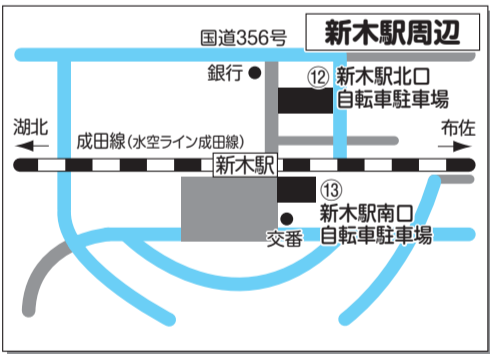 新木駅周辺
国道356号
銀行
⑫ 新木駅北口
自転車駐車場
湖北
成田線(水空ライン成田線)
布佐
新木駅
⑬
新木駅南口
自転車駐車場
交番